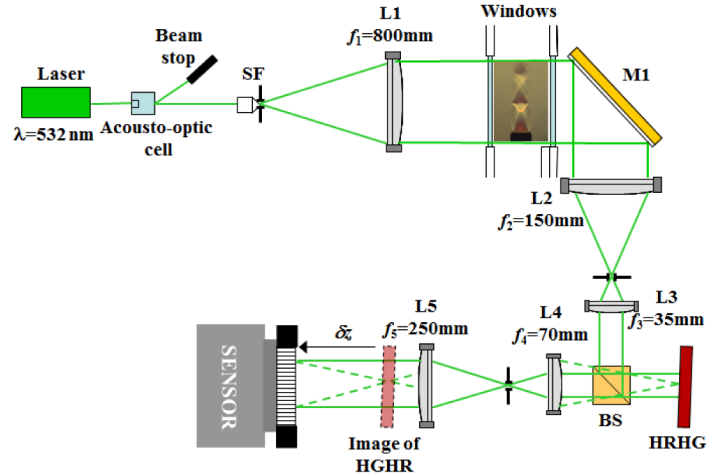 Laser
λ=532 nm
Beam
stop
Acousto-optic
cell
SF
L1
f1=800mm
Windows
M1
L2
f2=150mm
L3
f3=35mm
L4
f4=70mm
L5
f5=250mm
δz
SENSOR
Image of
HGHR
BS
HRHG